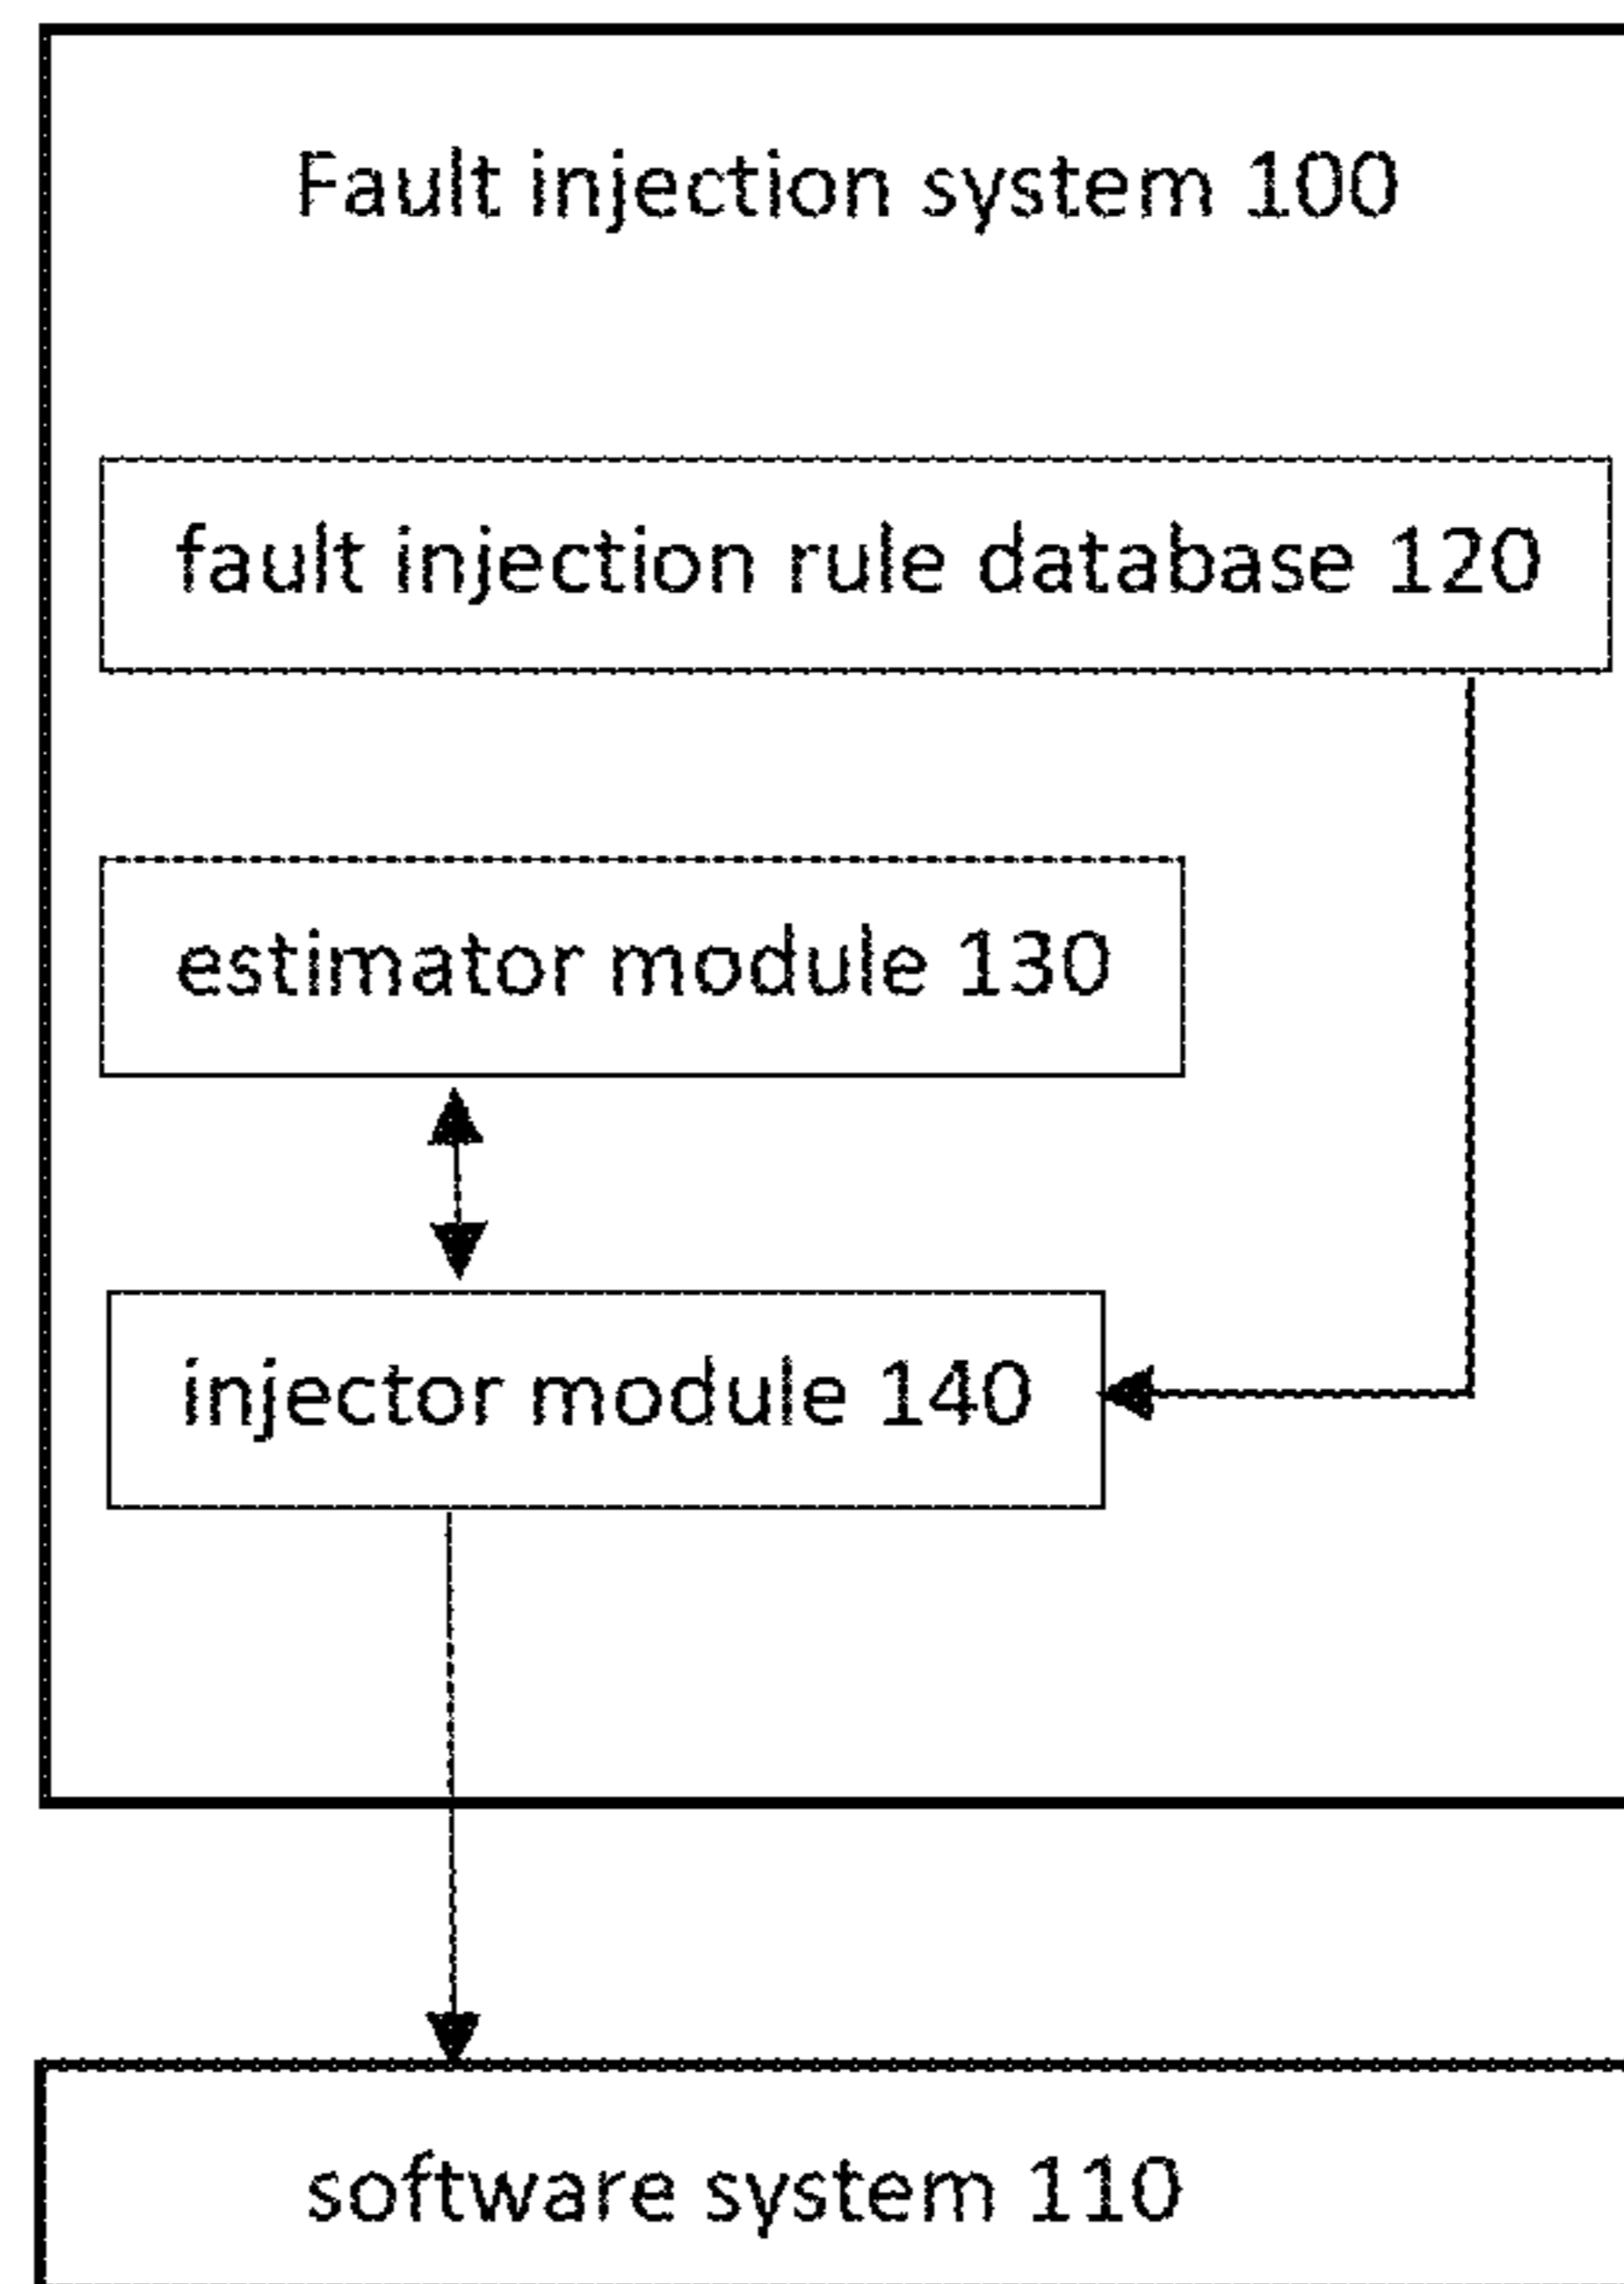 Fault injection system 100
fault injection rule database 120
estimator module 130
injector module 140
software system 110